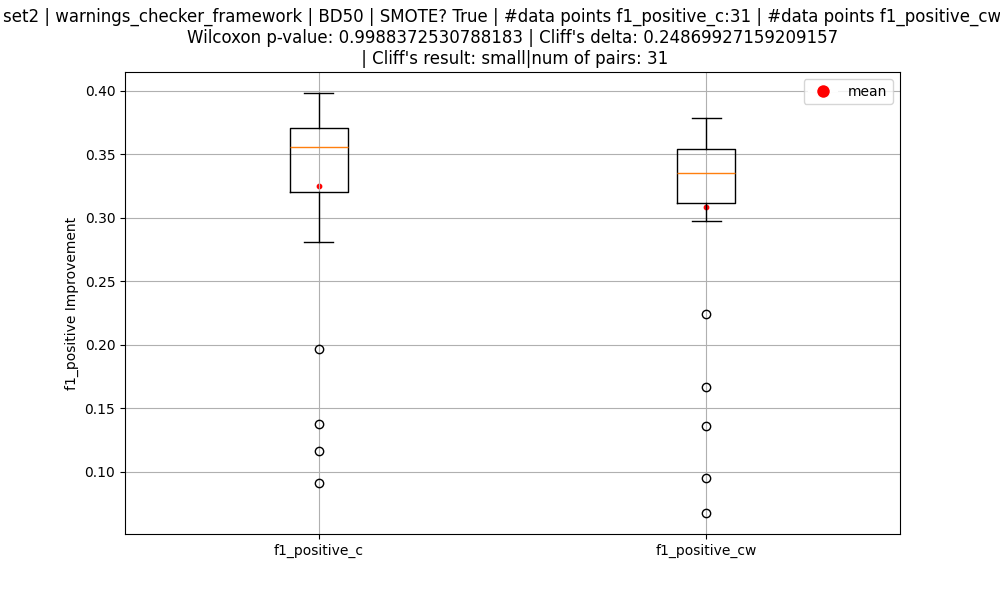 set2 | warnings_checker_framework | BD50 | SMOTE? True | #data points f1_positive_c:31 | #data points f1_positive_cw
Wilcoxon p-value: 0.9988372530788183 | Cliff's delta: 0.24869927159209157
| Cliff's result: small|num of pairs: 31
mean
0.40
0.35
0.30
0.25
0.20
0.15
0.10
f1_positive Improvement
f1_positive_c
f1_positive_cw